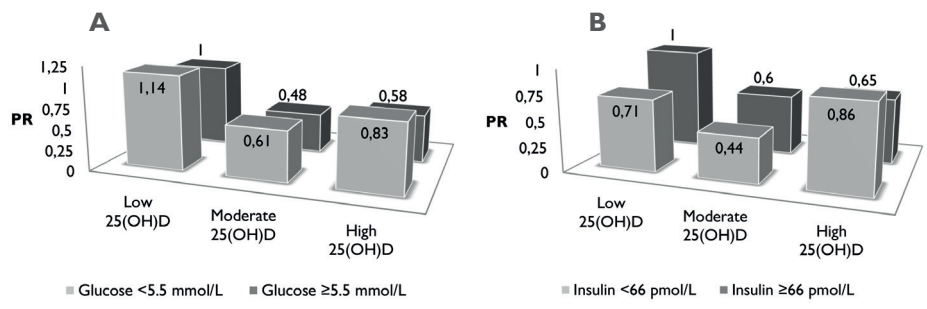 A
1,25
1
0,75
0,5
0,25
0
PR
1,14
1
0,61
0,48
0,83
0,58
Low
25(OH)D
Moderate
25(OH)D
High
25(OH)D
Glucose <5.5 mmol/L
Glucose ≥5.5 mmol/L
B
1
0,75
0,5
0,25
0
PR
0,71
1
0,44
0,6
0,86
0,65
Low
25(OH)D
Moderate
25(OH)D
High
25(OH)D
Insulin <66 pmol/L
Insulin ≥66 pmol/L